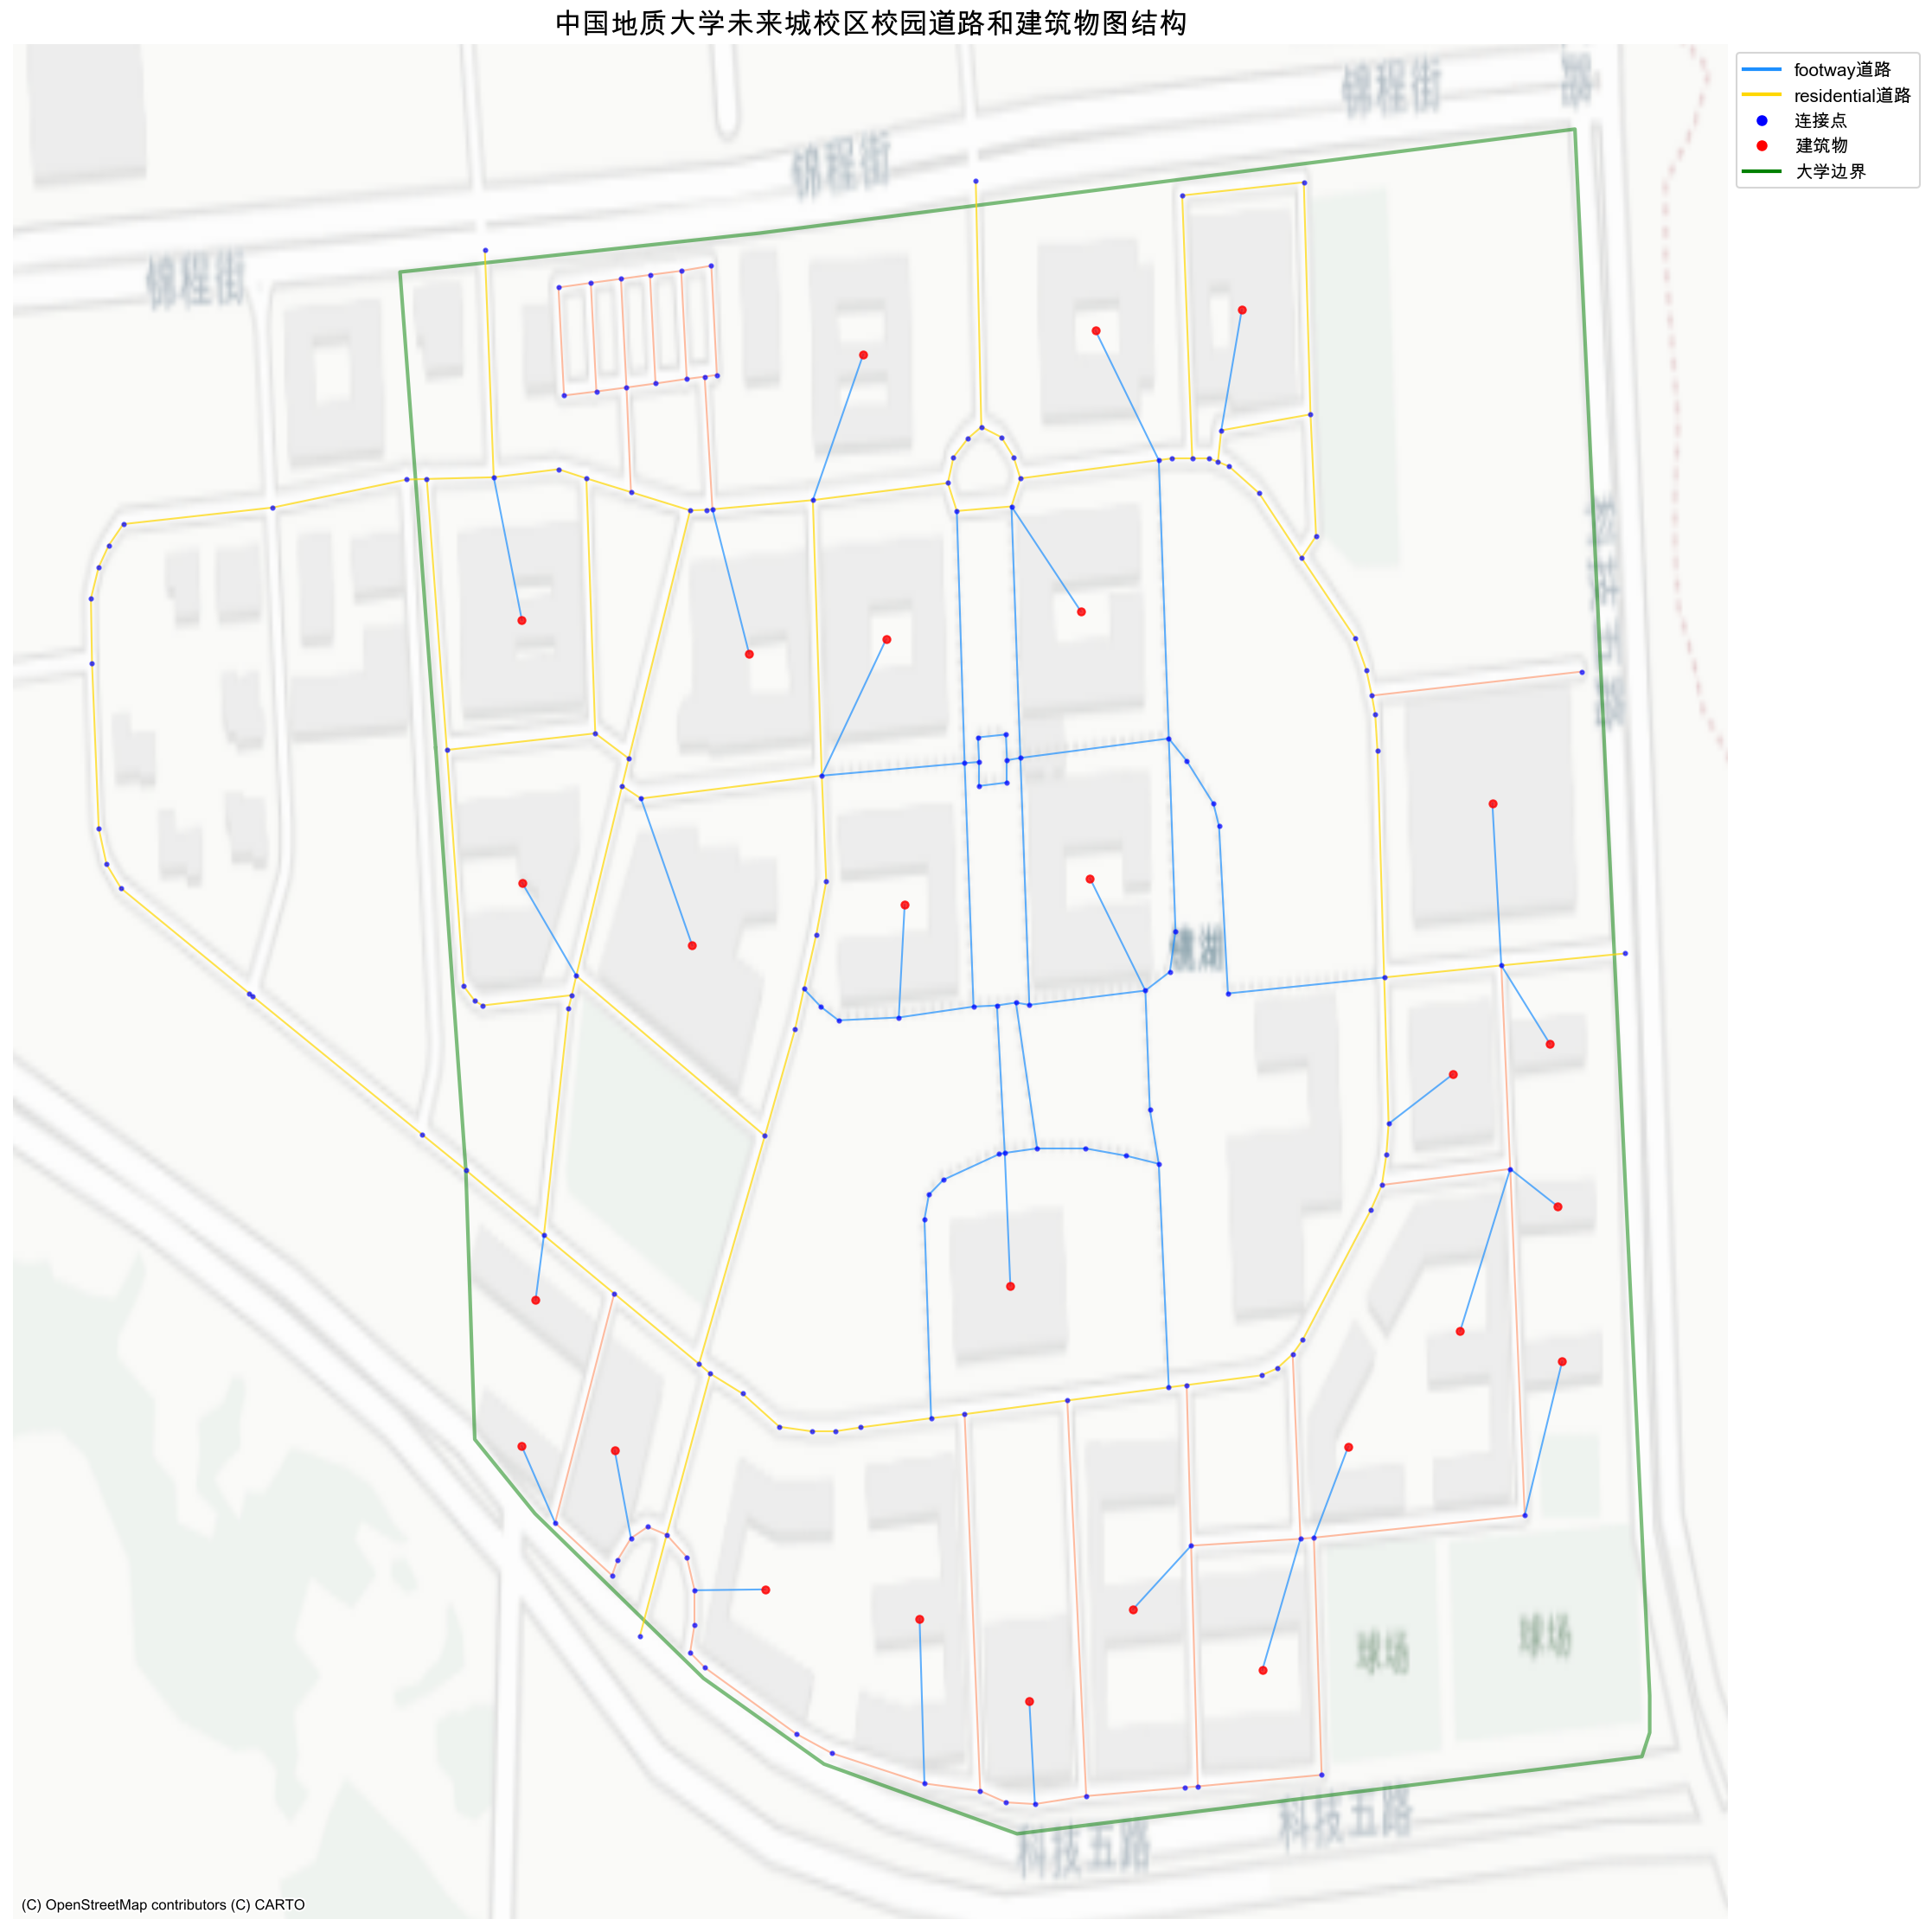 中国地质大学未来城校区校园道路和建筑物图结构
footway道路
residential道路
连接点
建筑物
大学边界
锦程街
锦程街
锦程街
镜湖
球场
球场
科技五路
科技五路
(C) OpenStreetMap contributors (C) CARTO